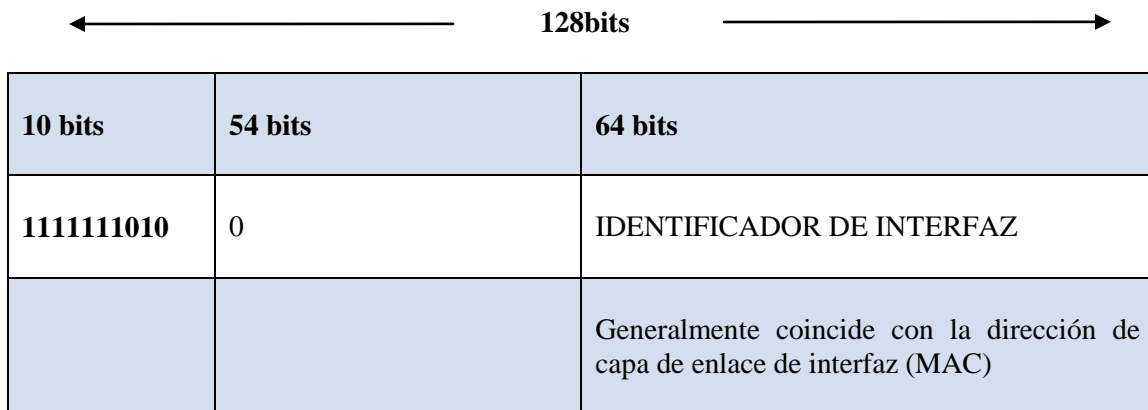 128bits
10 bits 54 bits 64 bits
1111111010 0 IDENTIFICADOR DE INTERFAZ
Generalmente coincide con la dirección de
capa de enlace de interfaz (MAC)